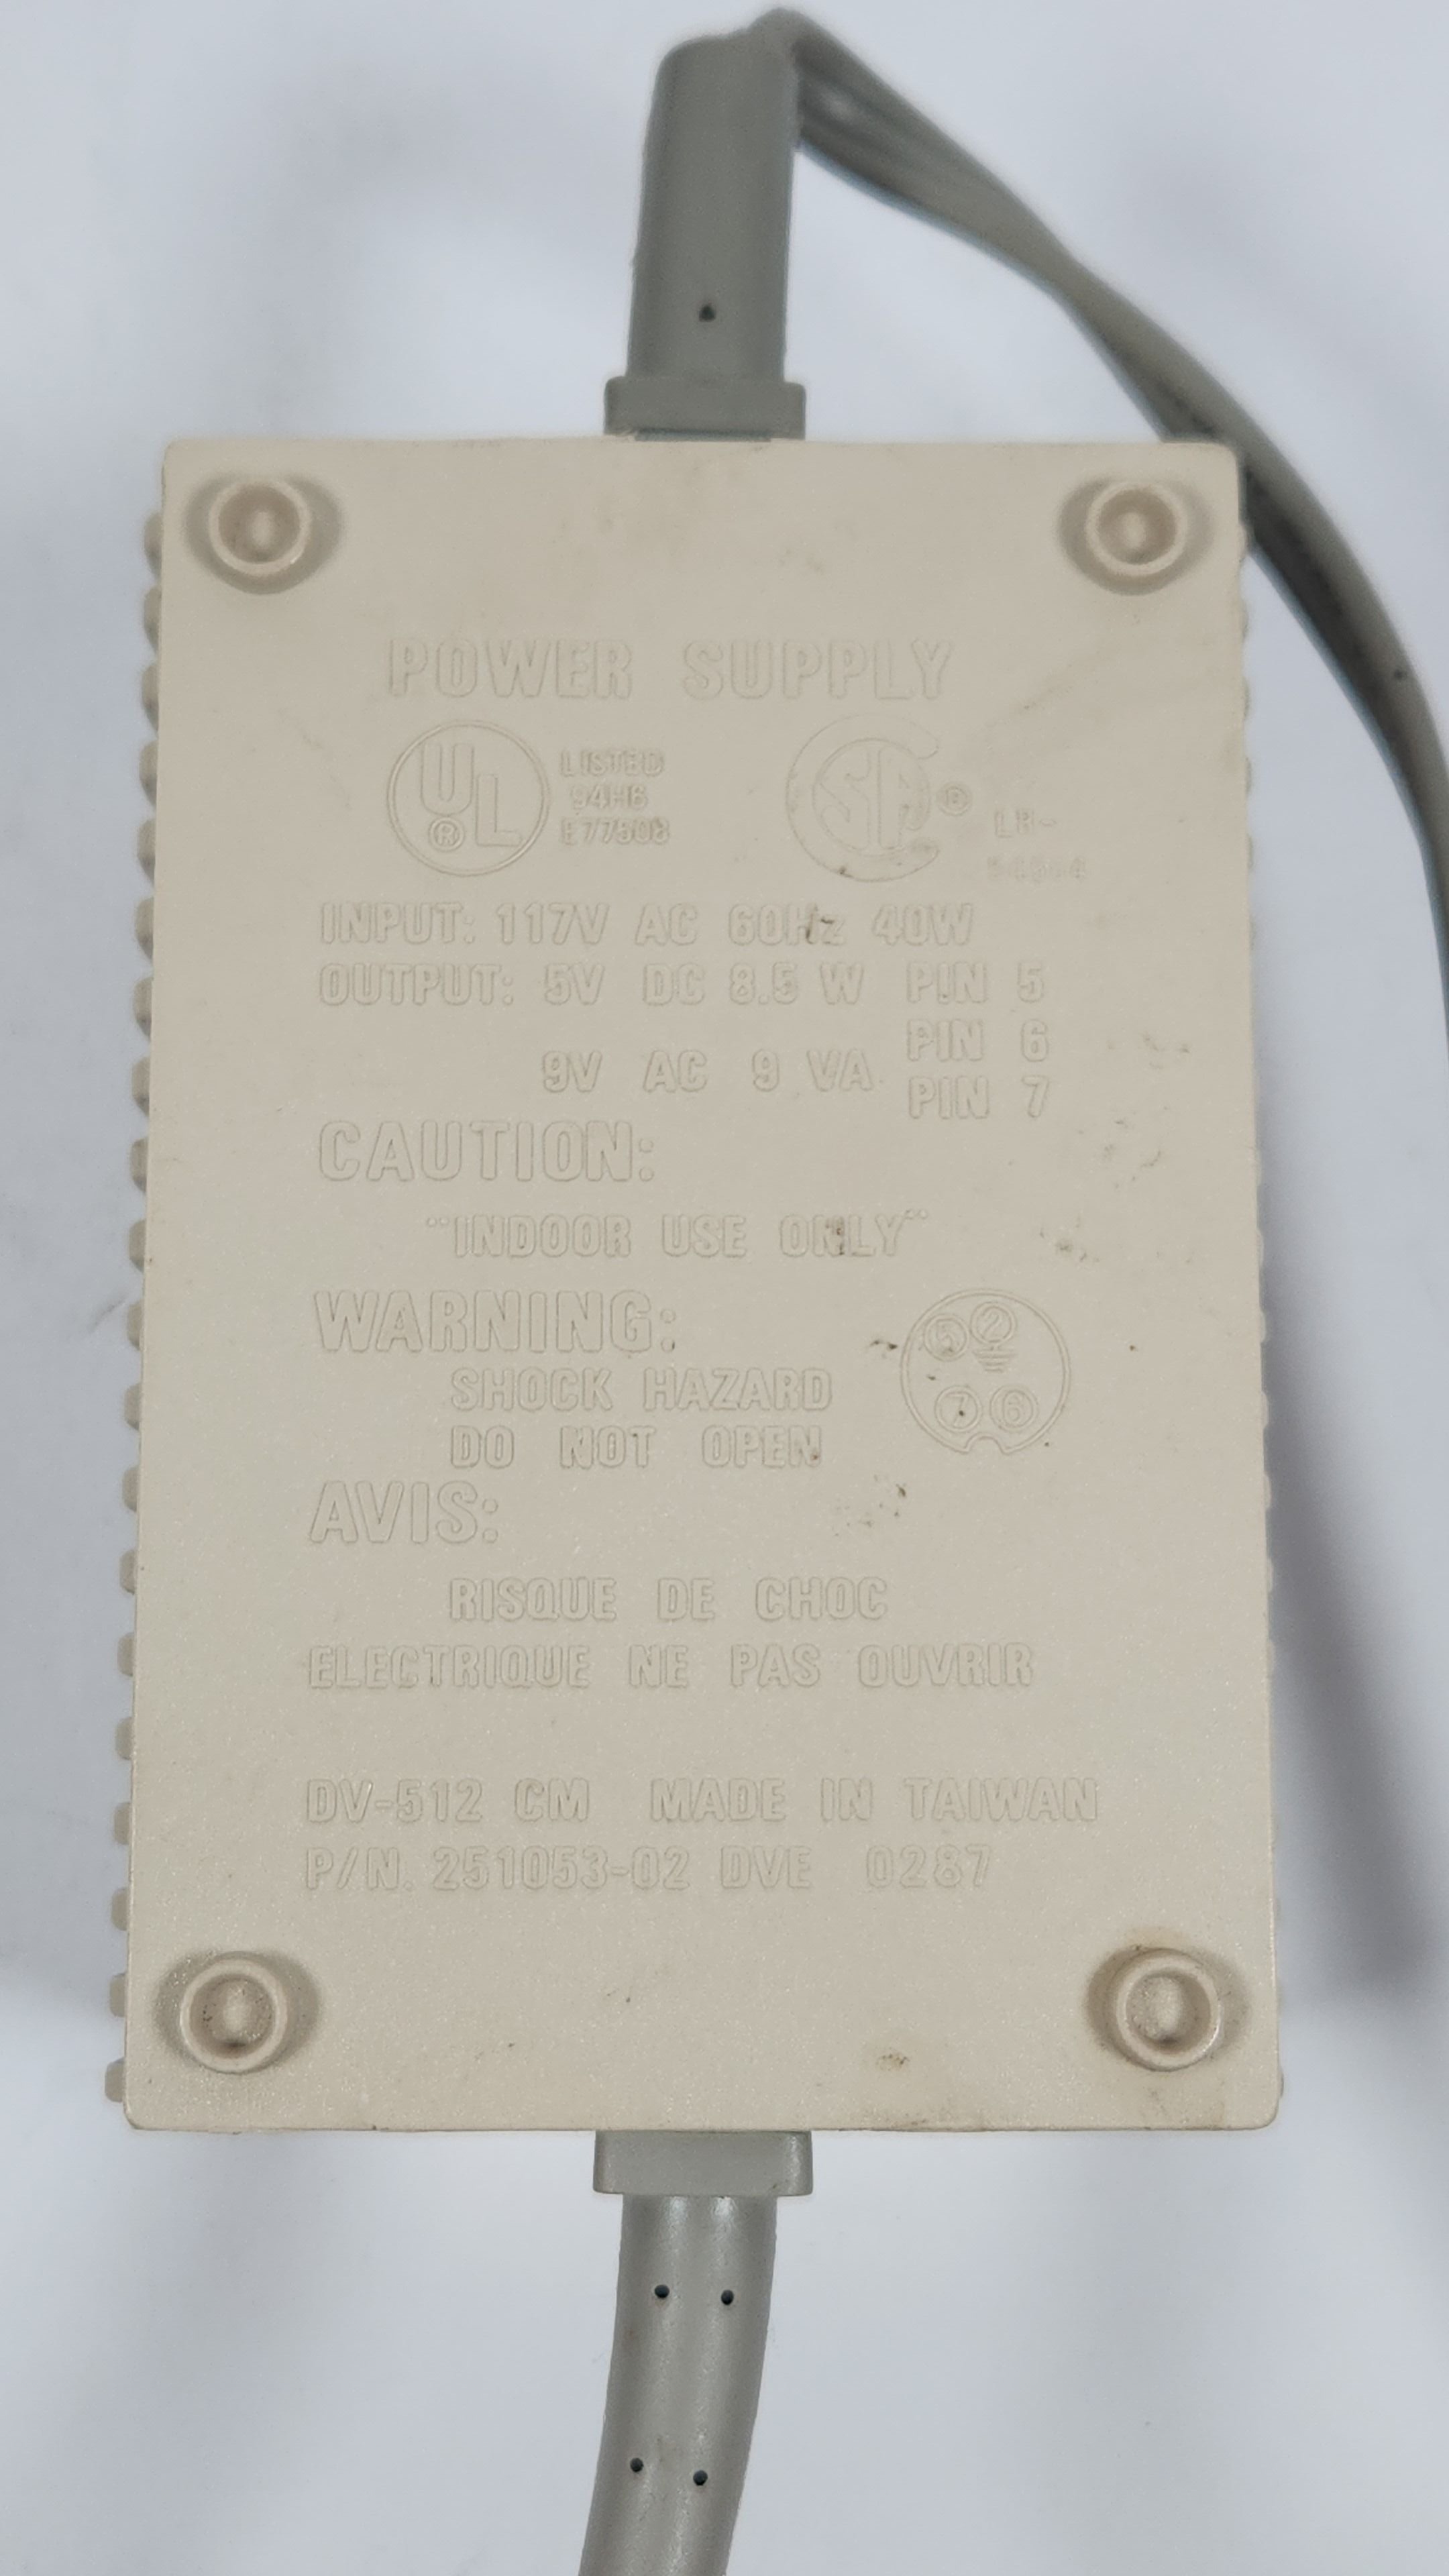 POWER SUPPLY
UL ® LISTED
94H6
E77508
SA ® LR-
INPUT: 117V AC 60Hz 40W
OUTPUT: 5V DC 8.5 W PIN 5
PIN 6
9V AC 9 VA
PIN 7
CAUTION:
"INDOOR USE ONLY"
WARNING:
5 2
SHOCK HAZARD
7 6
DO NOT OPEN
AVIS:
RISQUE DE CHOC
ELECTRIQUE NE PAS OUVRIR
DV-512 CM MADE IN TAIWAN
P/N. 251053-02 DVE 0287